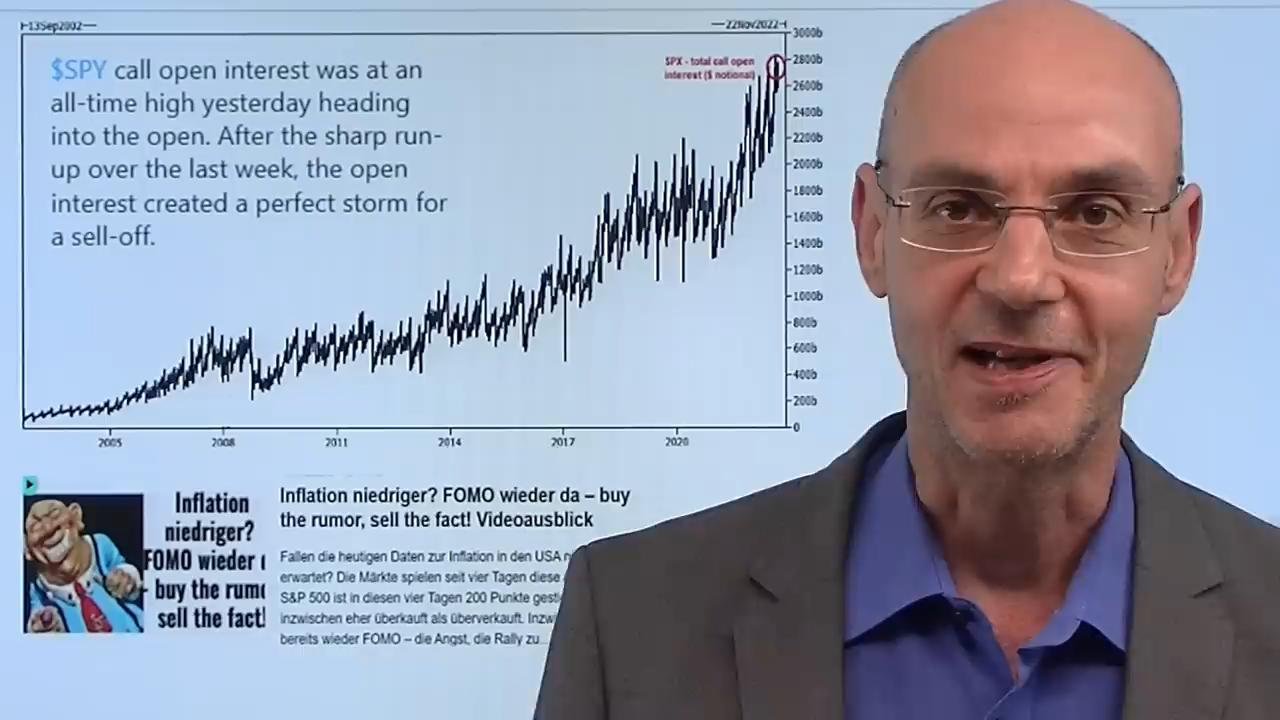 13Sep2002
22Nov2022
$SPY call open interest was at an
all-time high yesterday heading
into the open. After the sharp run-
up over the last week, the open
interest created a perfect storm for
a sell-off.
SPX - total call open
interest ($ notional)
3000b
2800b
2600b
2400b
2200b
2000b
1800b
1600b
1400b
1200b
1000b
800b
600b
400b
200b
0
2005
2008
2011
2014
2017
2020
Inflation
niedriger?
FOMO wieder
buy the
sell the fact!
Inflation niedriger? FOMO wieder da – buy
the rumor, sell the fact! Videoausblick
Fallen die heutigen Daten zur Inflation in den USA
erwartet? Die Märkte spielen seit vier Tagen diese
S&P 500 ist in diesen vier Tagen 200 Punkte
inzwischen eher überkauft als überverkauft.
bereits wieder FOMO – die Angst, die Rally zu...